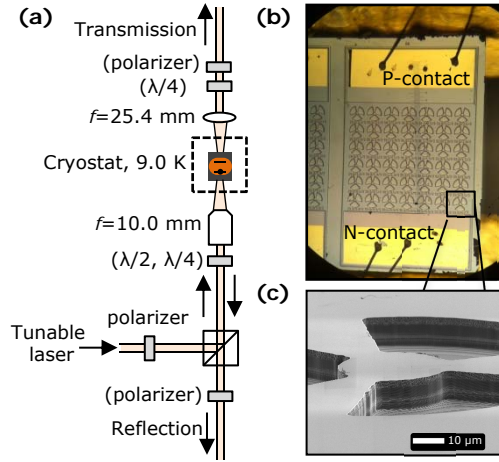 (a)
Transmission
(polarizer)
(λ/4)
f=25.4 mm
Cryostat, 9.0 K
f=10.0 mm
(λ/2, λ/4)
polarizer
Tunable
laser
(polarizer)
Reflection
(b)
P-contact
N-contact
(c)
10 μm